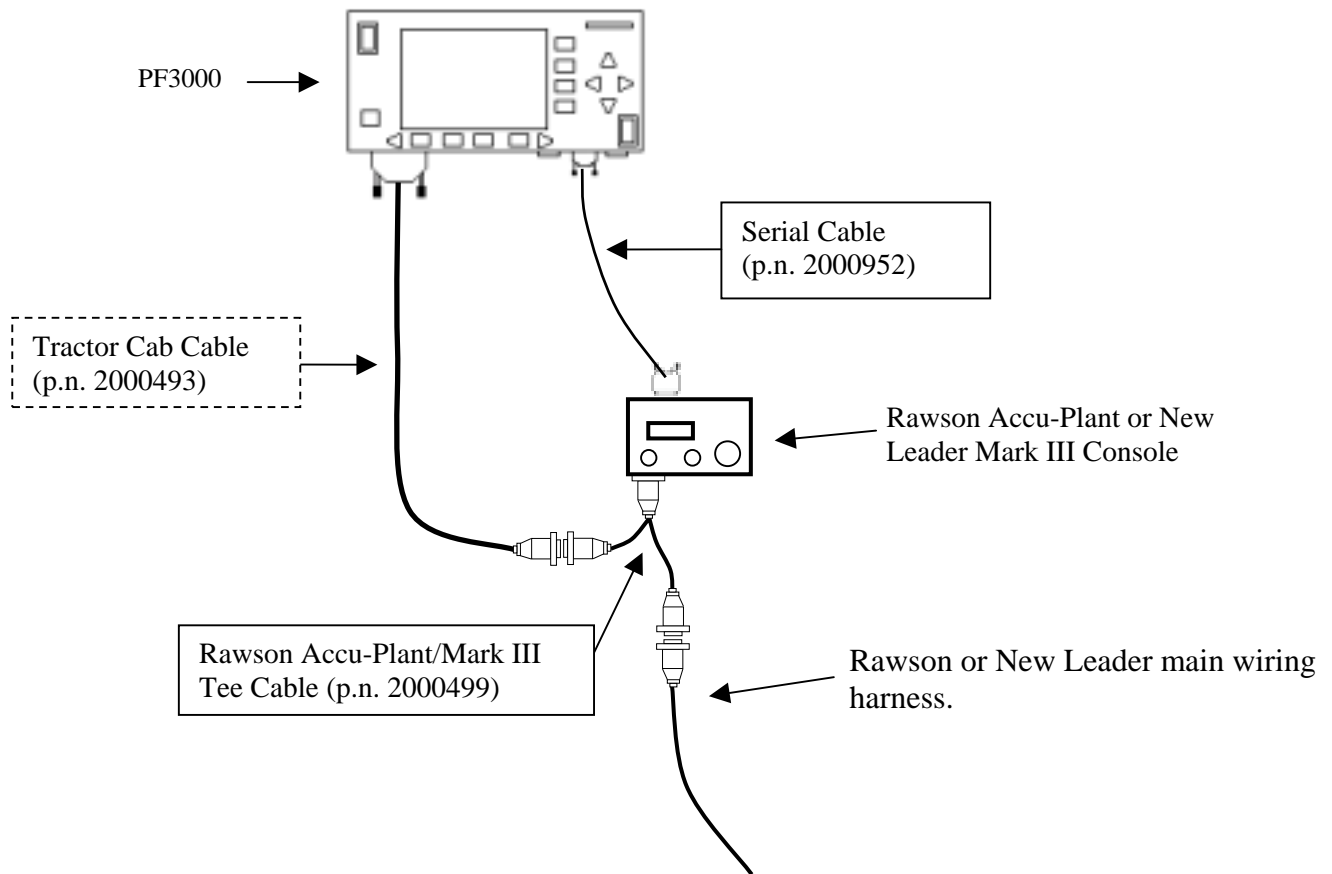 PF3000
Serial Cable
(p.n. 2000952)
Tractor Cab Cable
(p.n. 2000493)
Rawson Accu-Plant or New
Leader Mark III Console
Rawson Accu-Plant/Mark III
Tee Cable (p.n. 2000499)
Rawson or New Leader main wiring
harness.